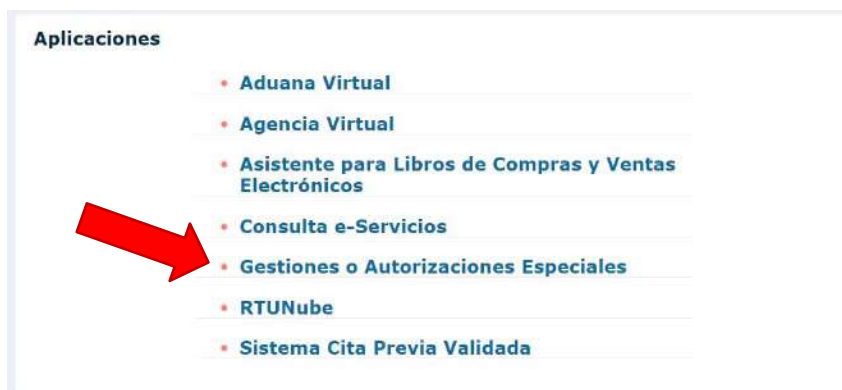 Aplicaciones
• Aduana Virtual
• Agencia Virtual
• Asistente para Libros de Compras y Ventas
Electrónicos
• Consulta e-Servicios
• Gestiones o Autorizaciones Especiales
• RTUNube
• Sistema Cita Previa Validada